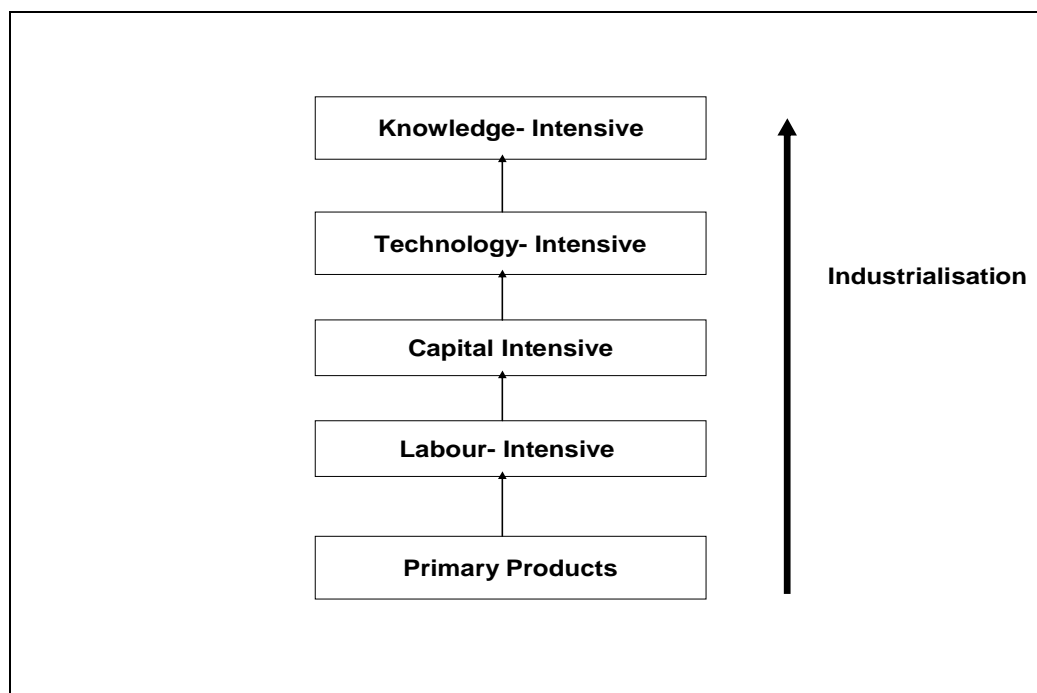 Knowledge- Intensive
Technology- Intensive
Industrialisation
Capital Intensive
Labour- Intensive
Primary Products